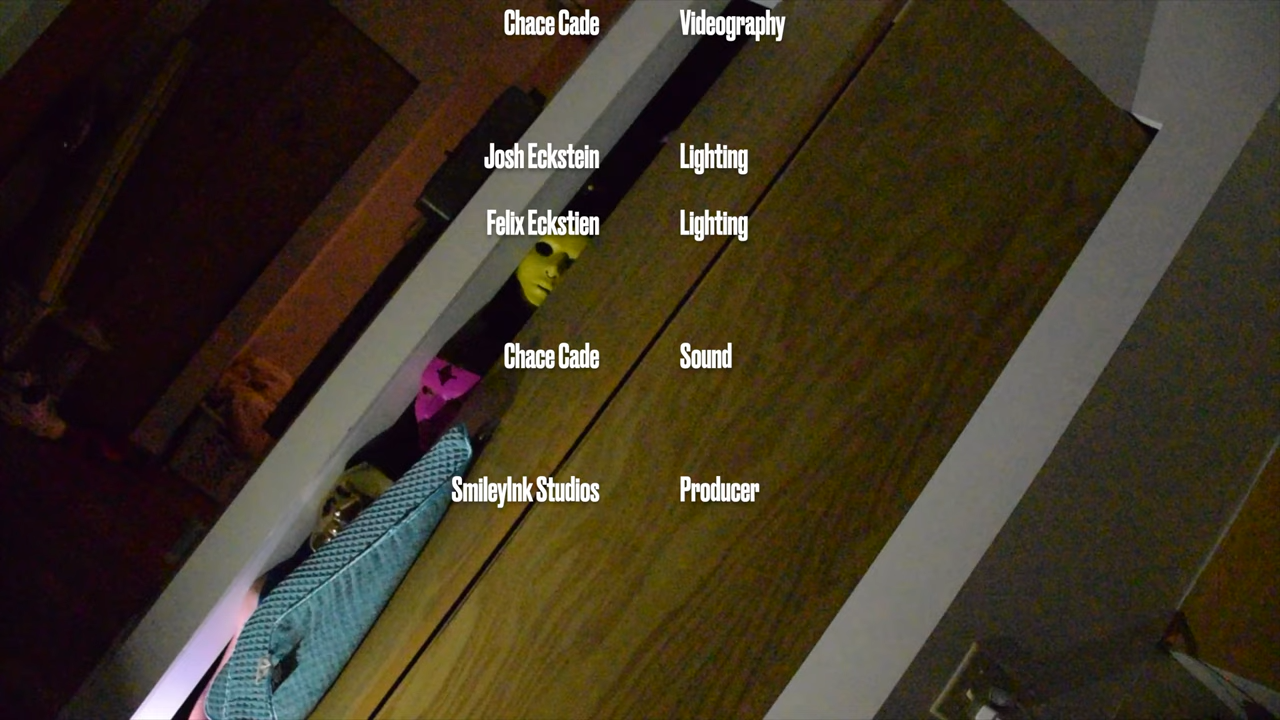 Chace Cade Videography
Josh Eckstein Lighting
Felix Eckstien Lighting
Chace Cade Sound
SmileyInk Studios Producer